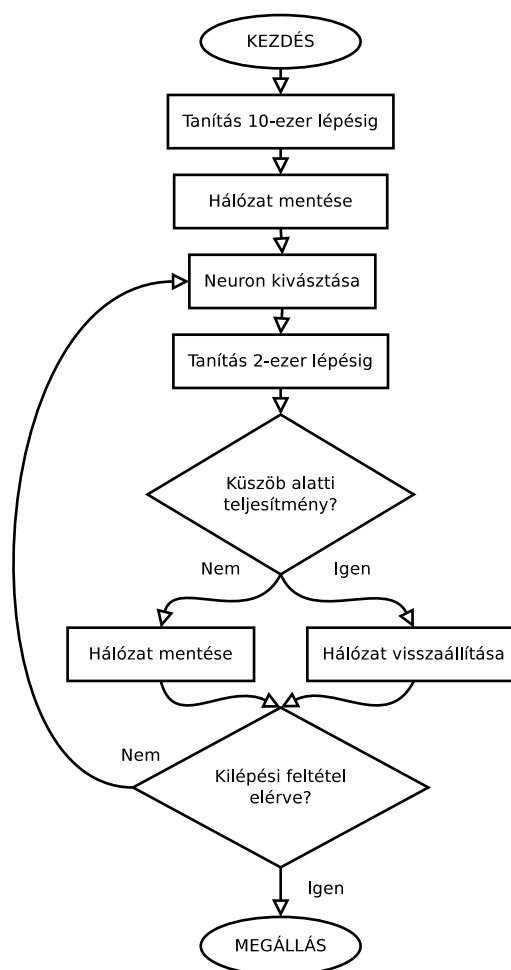 KEZDÉS
Tanítás 10-ezer lépésig
Hálózat mentése
Neuron kivásztása
Tanítás 2-ezer lépésig
Küszöb alatti
teljesítmény?
Nem
Igen
Hálózat mentése
Hálózat visszaállítása
Nem
Kilépési feltétel
elérve?
Igen
MEGÁLLÁS